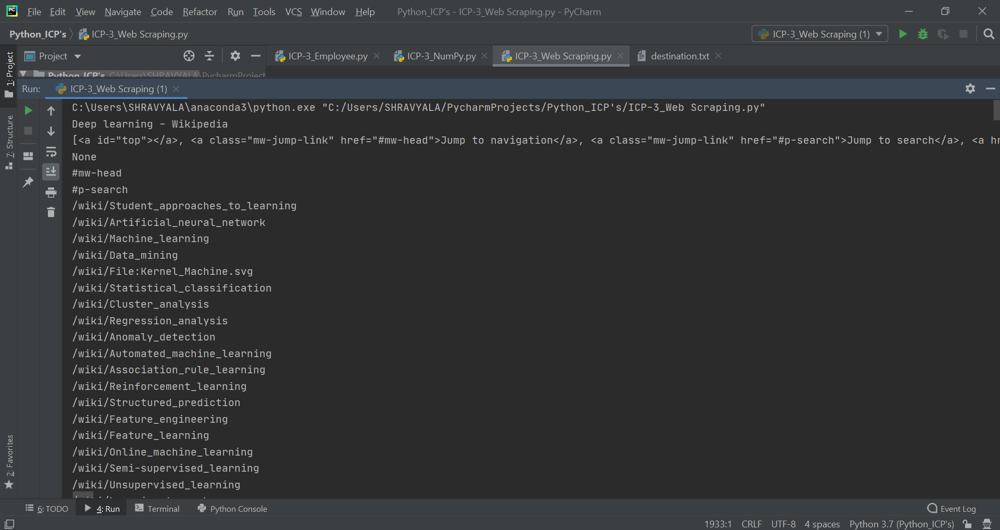 File Edit View Navigate Code Refactor Run Tools VCS Window Help Python_ICP's - ICP-3_Web Scraping.py - PyCharm
Python_ICP's ICP-3_Web Scraping.py ICP-3_Web Scraping (1)
Project ICP-3_Employee.py ICP-3_NumPy.py ICP-3_Web Scraping.py destination.txt
Python_ICP's C:\Users\SHRAVYALA\PycharmProject
Run: ICP-3_Web Scraping (1)
1: Project
7: Structure
2: Favorites
C:\Users\SHRAVYALA\anaconda3\python.exe "C:/Users/SHRAVYALA/PycharmProjects/Python_ICP's/ICP-3_Web Scraping.py"
Deep learning - Wikipedia
[<a id="top"></a>, <a class="mw-jump-link" href="#mw-head">Jump to navigation</a>, <a class="mw-jump-link" href="#p-search">Jump to search</a>, <a hr
None
#mw-head
#p-search
/wiki/Student_approaches_to_learning
/wiki/Artificial_neural_network
/wiki/Machine_learning
/wiki/Data_mining
/wiki/File:Kernel_Machine.svg
/wiki/Statistical_classification
/wiki/Cluster_analysis
/wiki/Regression_analysis
/wiki/Anomaly_detection
/wiki/Automated_machine_learning
/wiki/Association_rule_learning
/wiki/Reinforcement_learning
/wiki/Structured_prediction
/wiki/Feature_engineering
/wiki/Feature_learning
/wiki/Online_machine_learning
/wiki/Semi-supervised_learning
/wiki/Unsupervised_learning
6: TODO 4: Run Terminal Python Console Event Log
1933:1 CRLF UTF-8 4 spaces Python 3.7 (Python_ICP's)